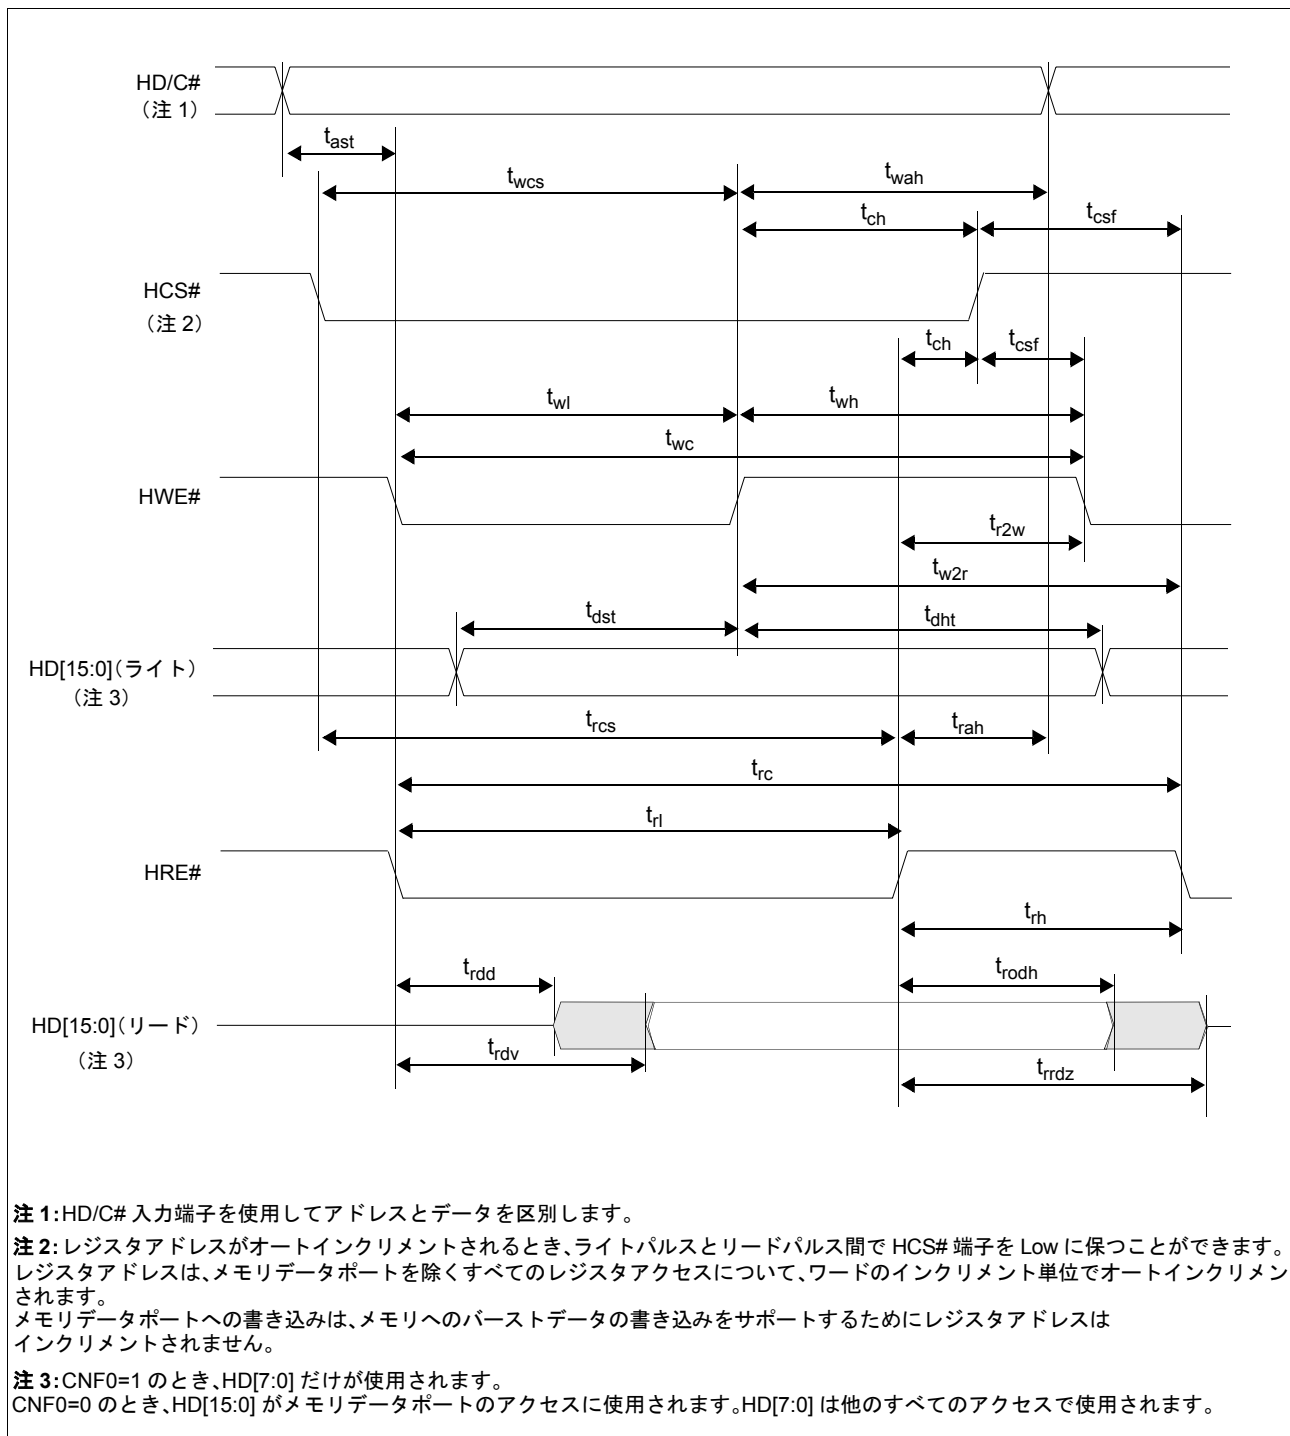 HD/C#
（注 1）
tast
twcs
twah
tch
tcsf
HCS#
（注 2）
tch
tcsf
twl
twh
twc
HWE#
tr2w
tw2r
tdst
tdht
HD[15:0]（ライト）
（注 3）
trcs
trah
trc
trl
HRE#
trh
trdd
trodh
HD[15:0]（リード）
（注 3）
trdv
trrdz
注 1：HD/C# 入力端子を使用してアドレスとデータを区別します。
注 2：レジスタアドレスがオートインクリメントされるとき、ライトパルスとリードパルス間で HCS# 端子を Low に保つことができます。
レジスタアドレスは、メモリデータポートを除くすべてのレジスタアクセスについて、ワードのインクリメント単位でオートインクリメン
されます。
メモリデータポートへの書き込みは、メモリへのバーストデータの書き込みをサポートするためにレジスタアドレスは
インクリメントされません。
注 3：CNF0=1 のとき、HD[7:0] だけが使用されます。
CNF0=0 のとき、HD[15:0] がメモリデータポートのアクセスに使用されます。HD[7:0] は他のすべてのアクセスで使用されます。